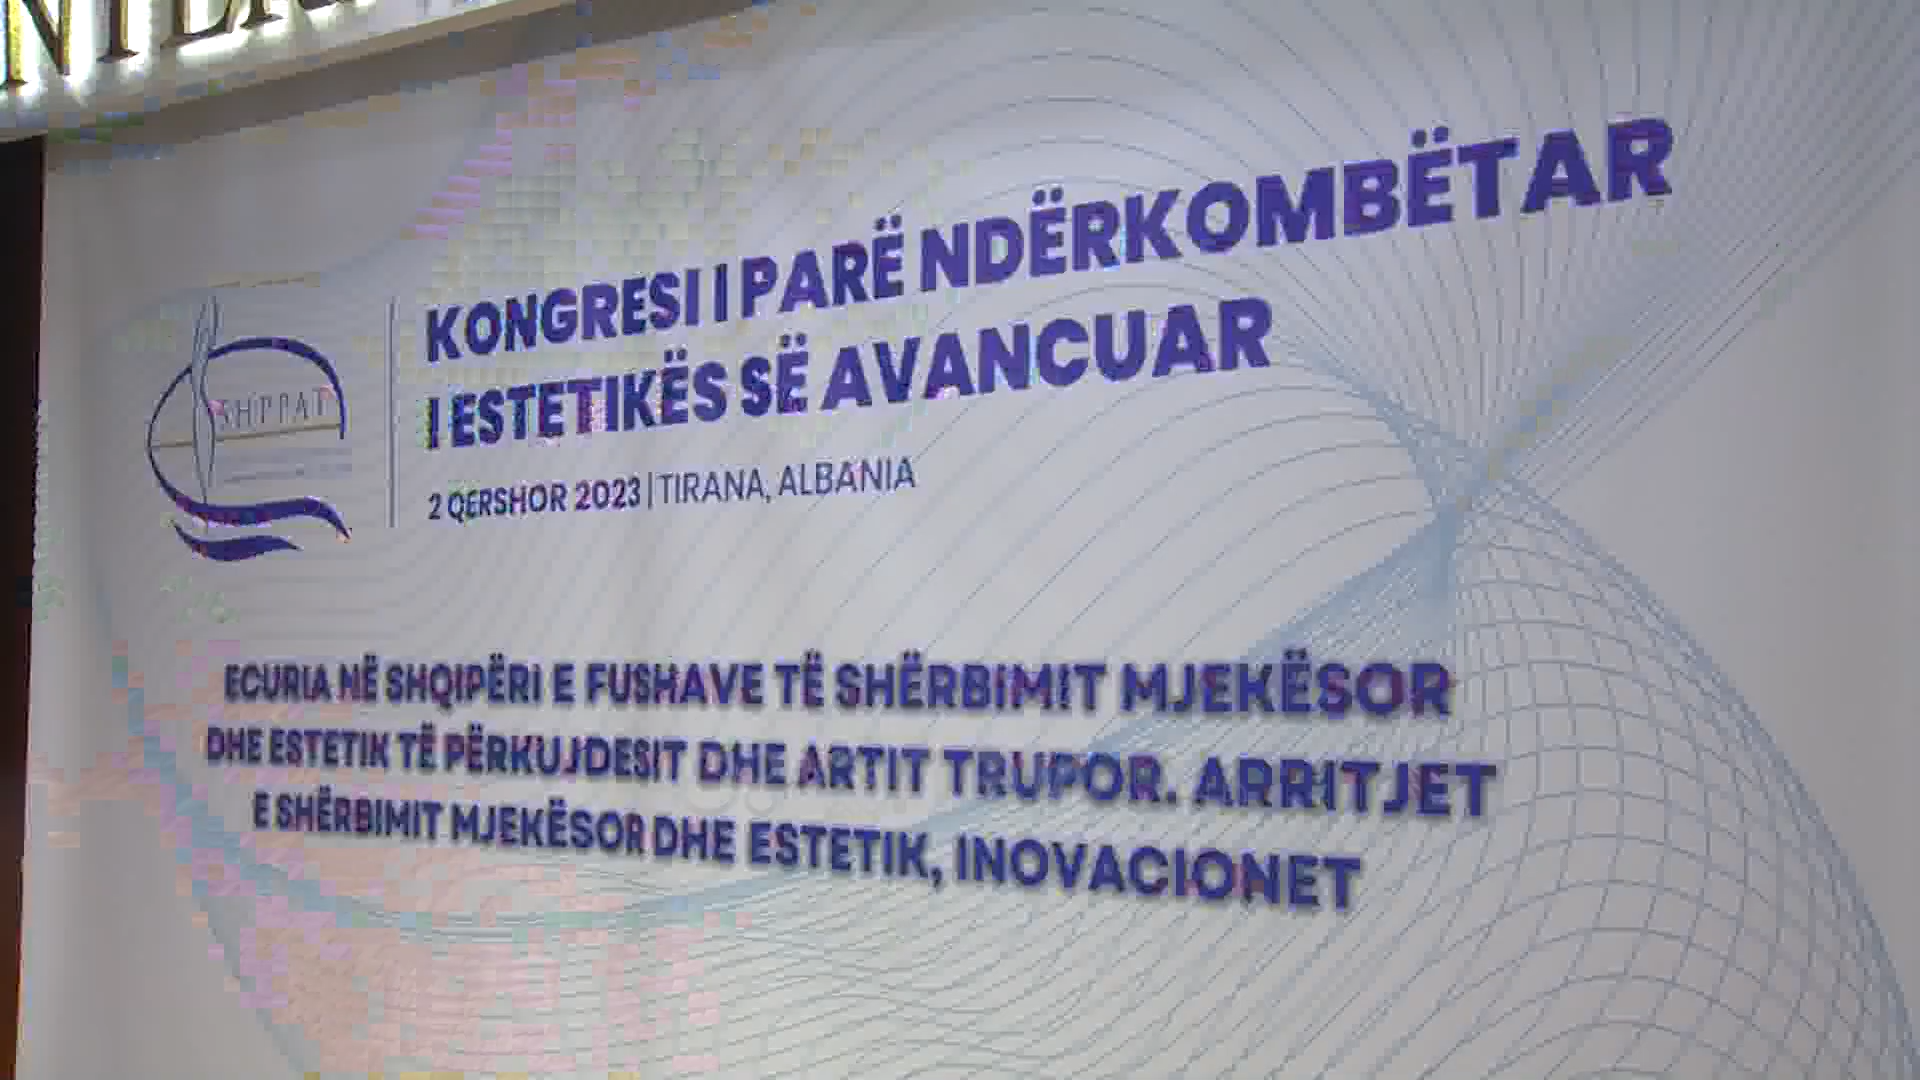 KONGRESI I PARË NDËRKOMBËTAR
I ESTETIKËS SË AVANCUAR
2 QERSHOR 2023 | TIRANA, ALBANIA
SHPPAT
ECURIA NË SHQIPËRI E FUSHAVE TË SHËRBIMIT MJEKËSOR
DHE ESTETIK TË PËRKUJDESIT DHE ARTIT TRUPOR. ARRITJET
E SHËRBIMIT MJEKËSOR DHE ESTETIK, INOVACIONET